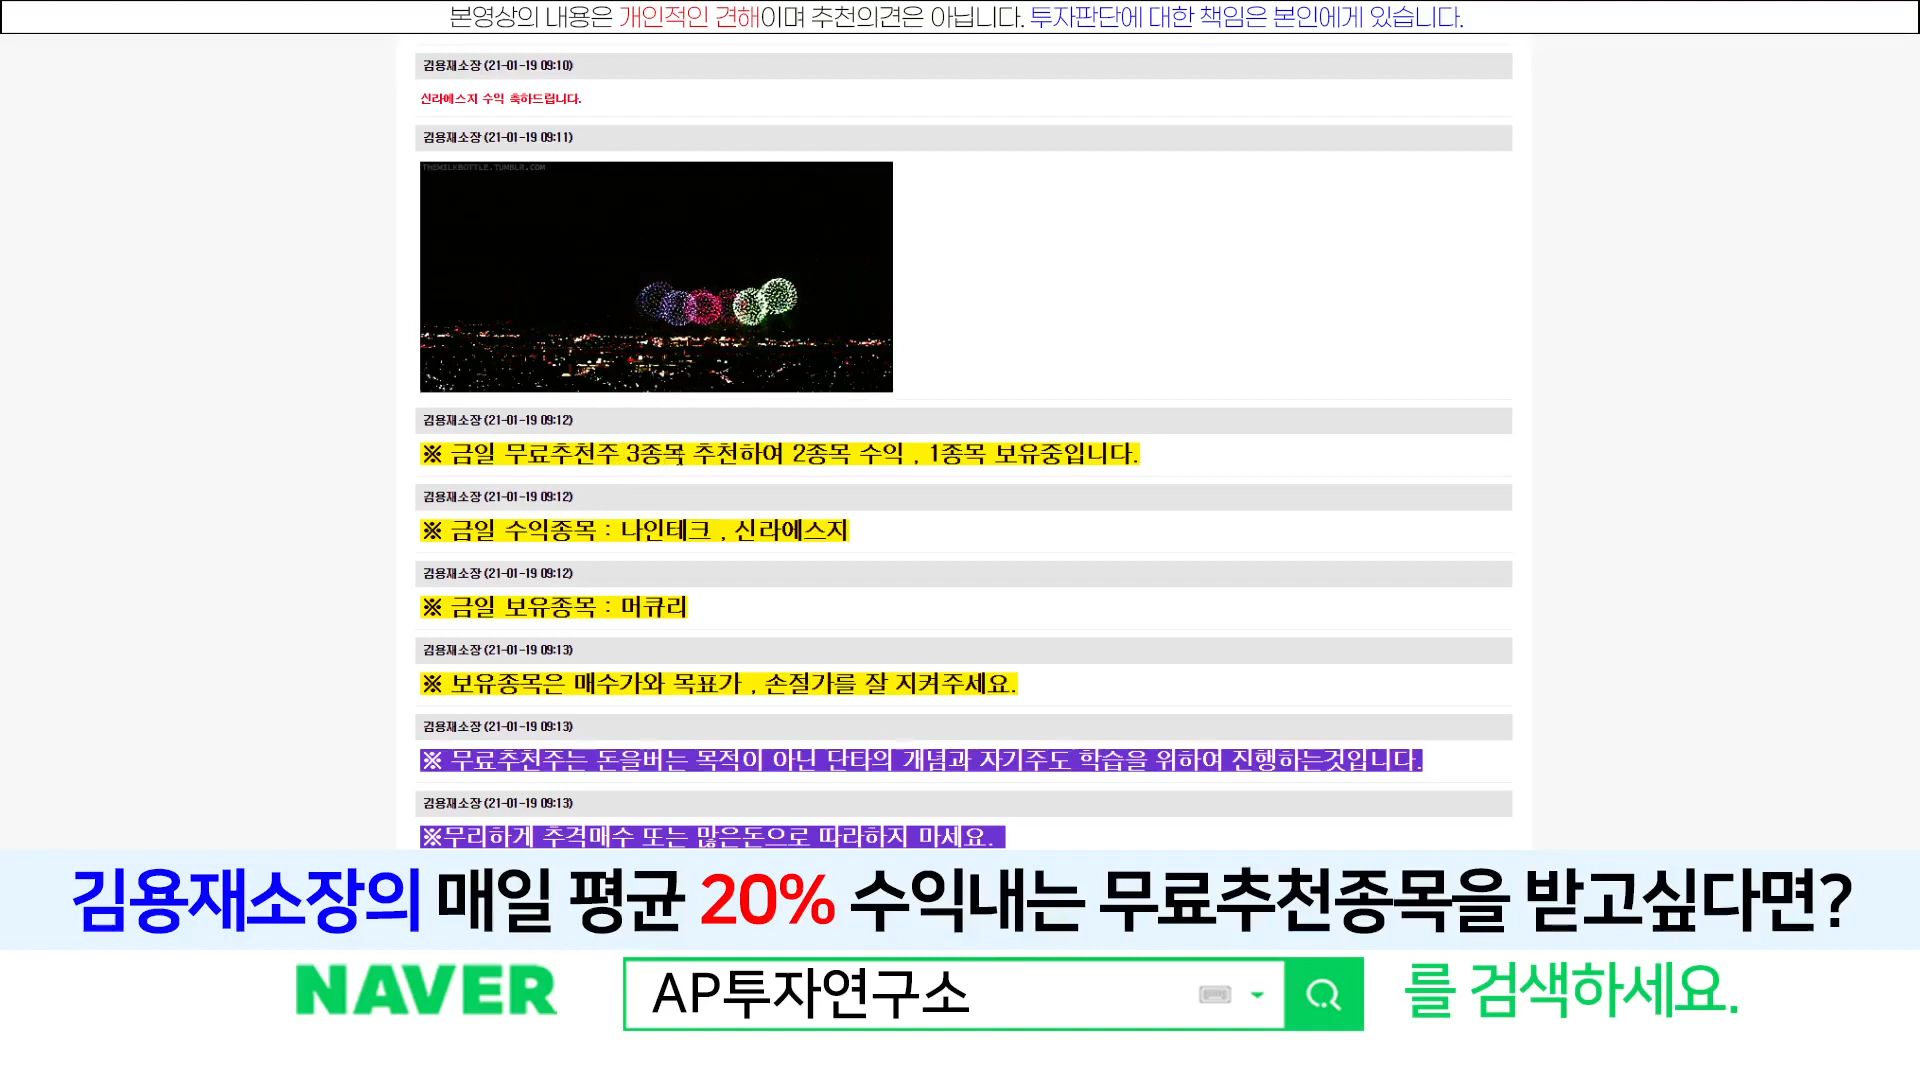 본영상의 내용은 개인적인 견해이며 추천의견은 아닙니다. 투자판단에 대한 책임은 본인에게 있습니다.
김용재소장 (21-01-19 09:10)
신라에스지 수익 축하드립니다.
김용재소장 (21-01-19 09:11)
THEMILKBOTTLE.TUMBLR.COM
김용재소장 (21-01-19 09:12)
※ 금일 무료추천주 3종목 추천하여 2종목 수익 , 1종목 보유중입니다.
김용재소장 (21-01-19 09:12)
※ 금일 수익종목 : 나인테크 , 신라에스지
김용재소장 (21-01-19 09:12)
※ 금일 보유종목 : 머큐리
김용재소장 (21-01-19 09:13)
※ 보유종목은 매수가와 목표가 , 손절가를 잘 지켜주세요.
김용재소장 (21-01-19 09:13)
※ 무료추천주는 돈을버는 목적이 아닌 단타의 개념과 자기주도 학습을 위하여 진행하는것입니다.
김용재소장 (21-01-19 09:13)
※무리하게 추격매수 또는 많은돈으로 따라하지 마세요.
김용재소장의 매일 평균 20% 수익내는 무료추천종목을 받고싶다면?
NAVER AP투자연구소 를 검색하세요.